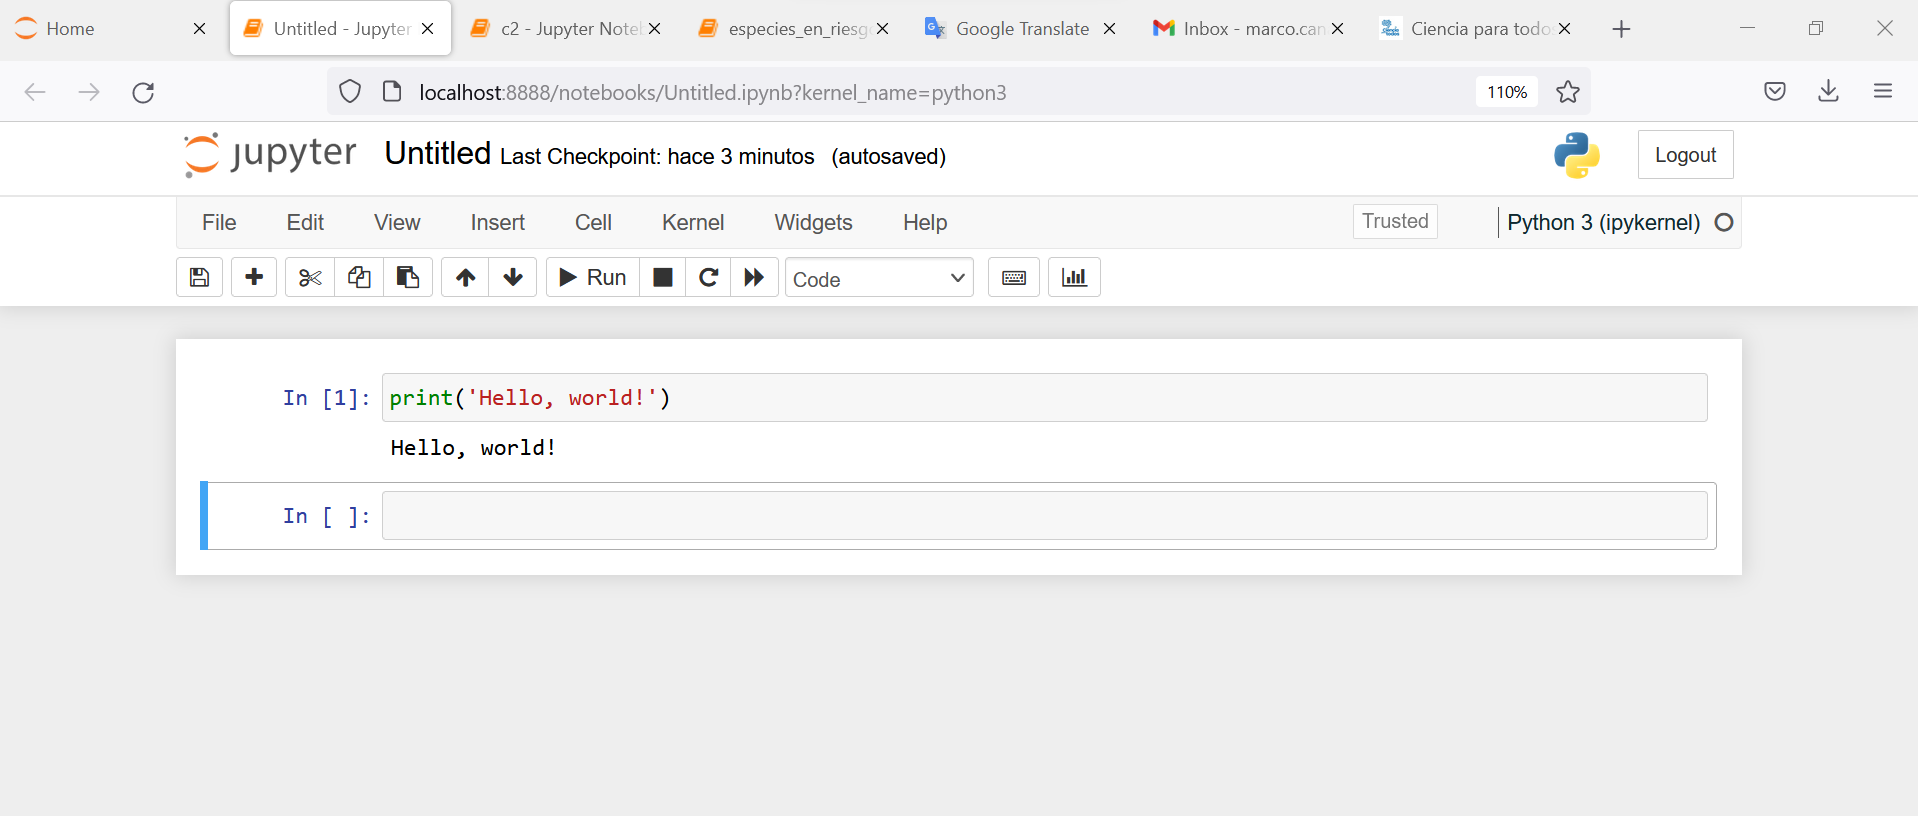 Home
Untitled - Jupyter
c2 - Jupyter Note
especies_en_riesg
Google Translate
Inbox - marco.can
Ciencia para todo
localhost:8888/notebooks/Untitled.ipynb?kernel_name=python3
110%
jupyter Untitled Last Checkpoint: hace 3 minutos (autosaved)
Logout
File Edit View Insert Cell Kernel Widgets Help
Trusted
Python 3 (ipykernel)
Run
Code
In [1]: print('Hello, world!')
Hello, world!
In [ ]: